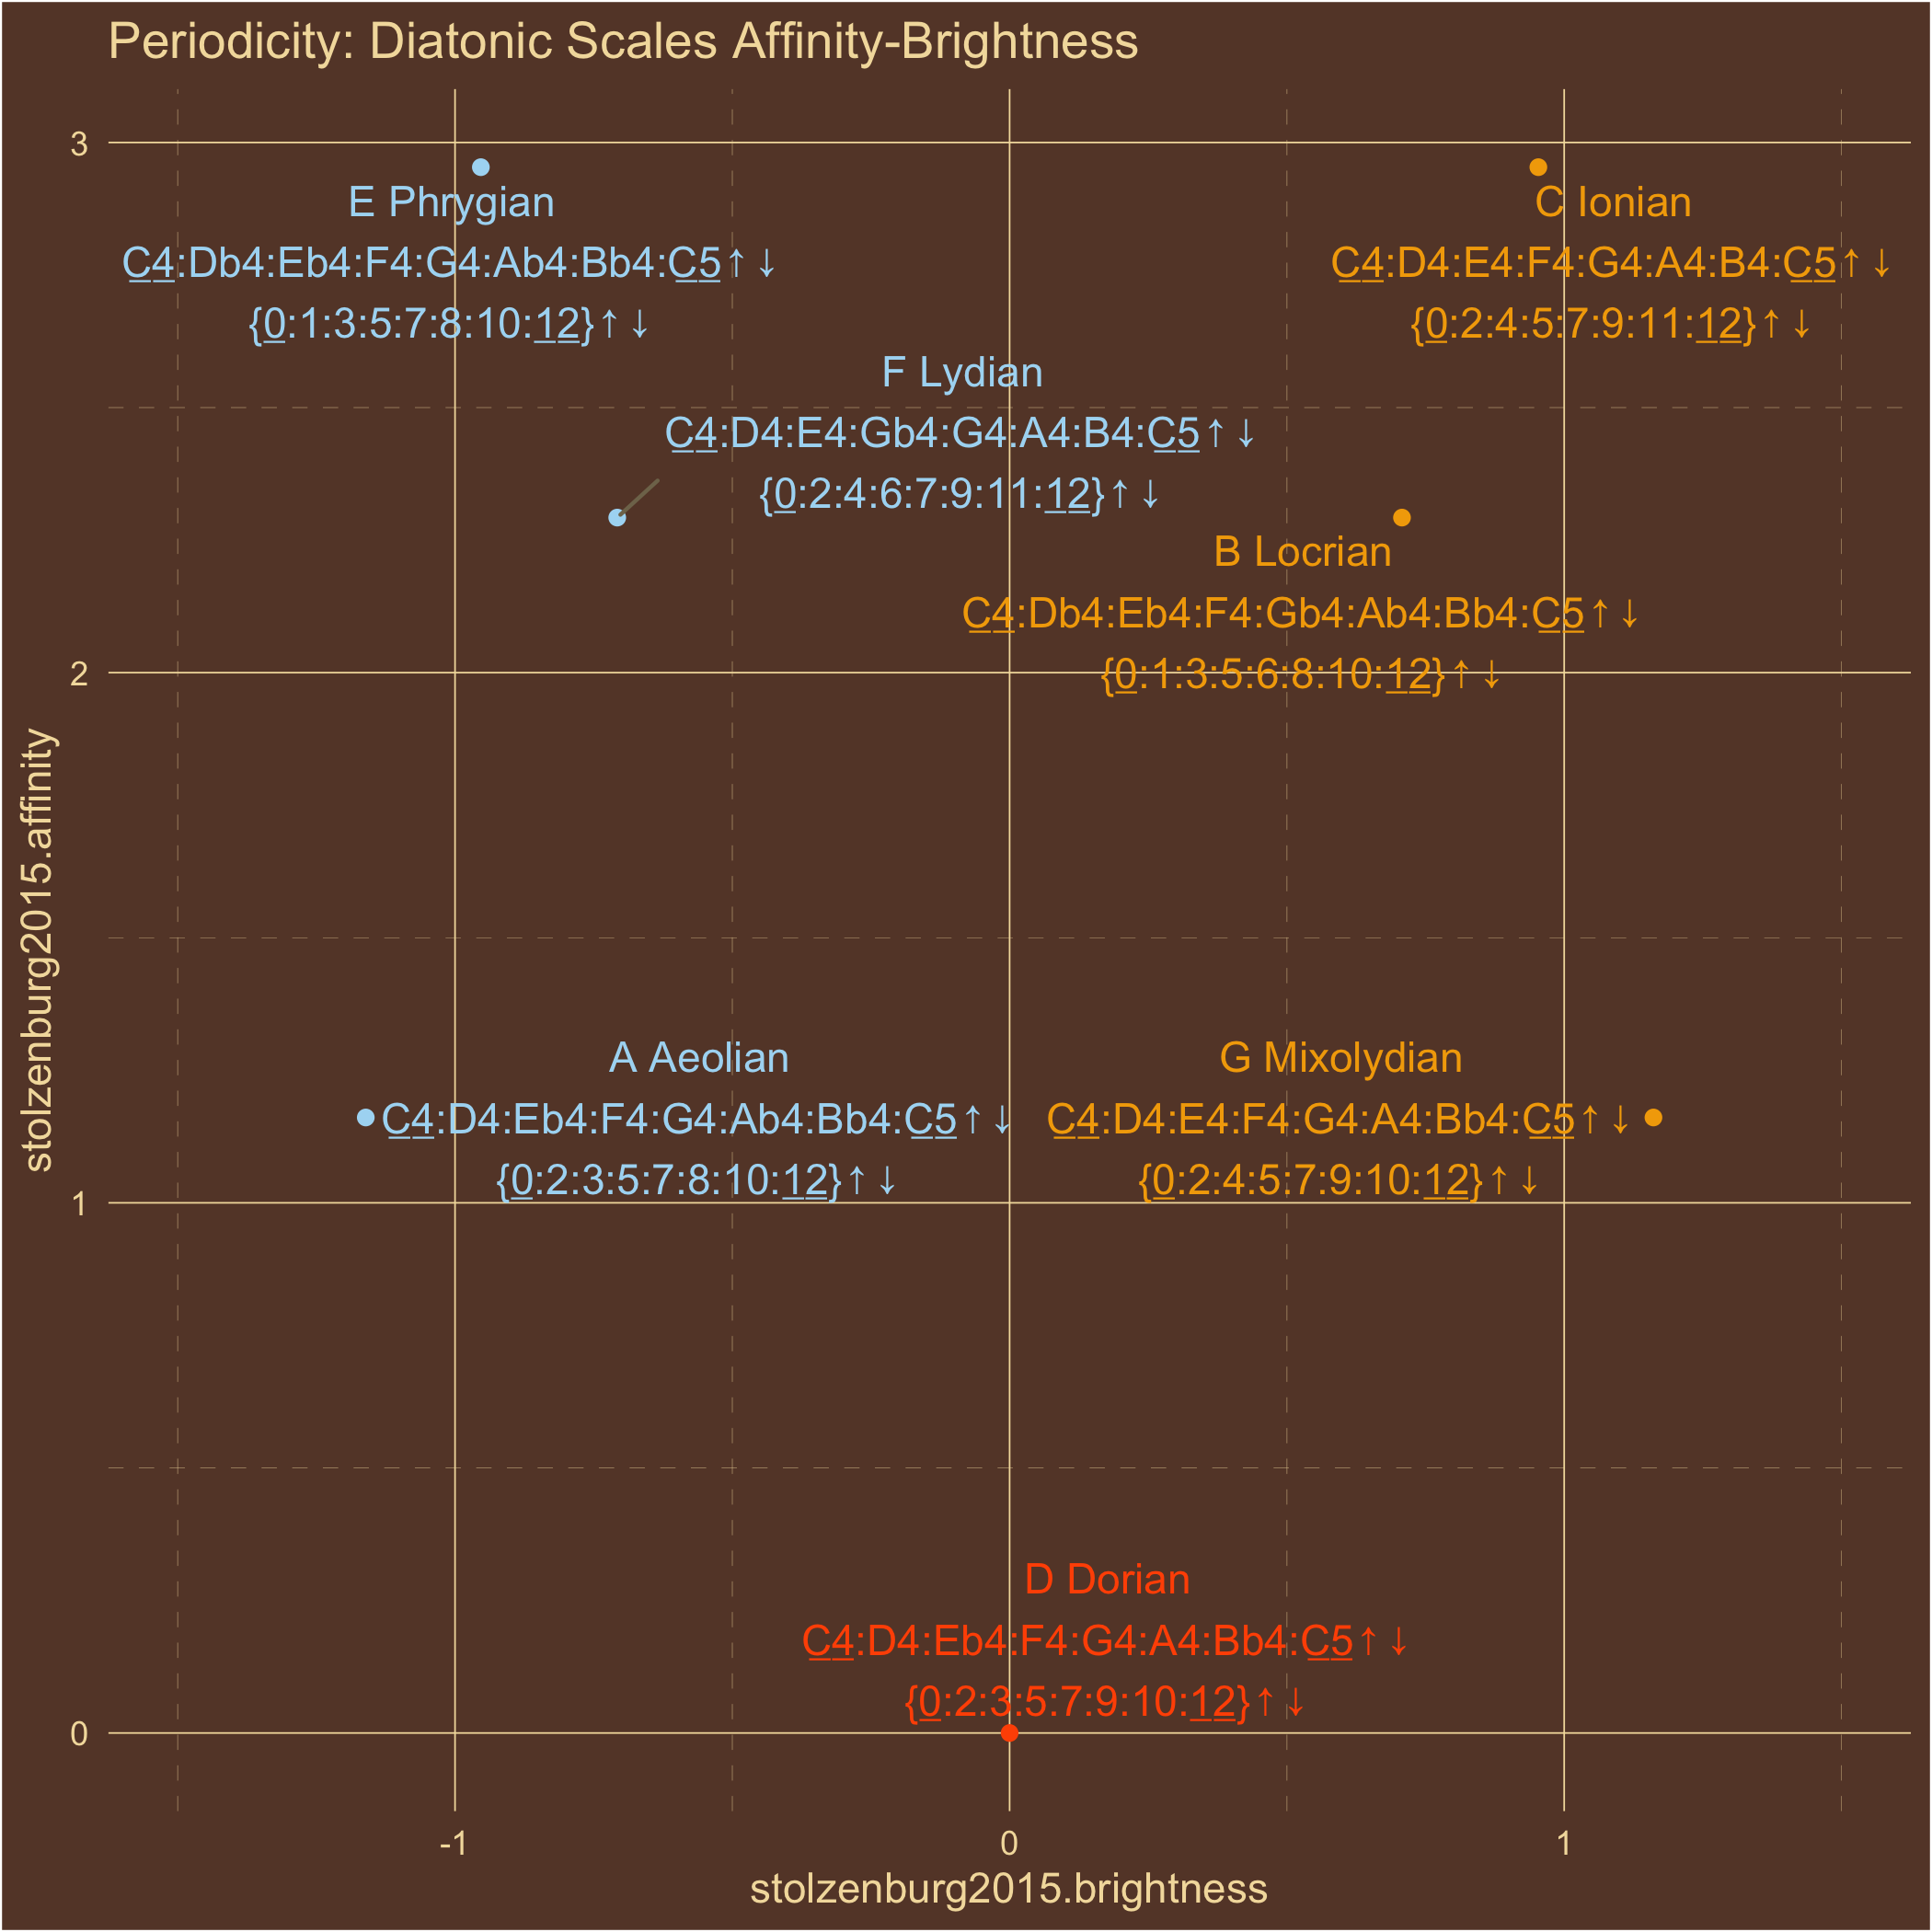 Periodicity: Diatonic Scales Affinity-Brightness
3
E Phrygian
C4:Db4:Eb4:F4:G4:Ab4:Bb4:C5↑↓
{0:1:3:5:7:8:10:12}↑↓
C Ionian
C4:D4:E4:F4:G4:A4:B4:C5↑↓
{0:2:4:5:7:9:11:12}↑↓
F Lydian
C4:D4:E4:Gb4:G4:A4:B4:C5↑↓
{0:2:4:6:7:9:11:12}↑↓
B Locrian
C4:Db4:Eb4:F4:Gb4:Ab4:Bb4:C5↑↓
{0:1:3:5:6:8:10:12}↑↓
2
stolzenburg2015.affinity
A Aeolian
C4:D4:Eb4:F4:G4:Ab4:Bb4:C5↑↓
{0:2:3:5:7:8:10:12}↑↓
G Mixolydian
C4:D4:E4:F4:G4:A4:Bb4:C5↑↓
{0:2:4:5:7:9:10:12}↑↓
1
D Dorian
C4:D4:Eb4:F4:G4:A4:Bb4:C5↑↓
{0:2:3:5:7:9:10:12}↑↓
0
-1 0 1
stolzenburg2015.brightness